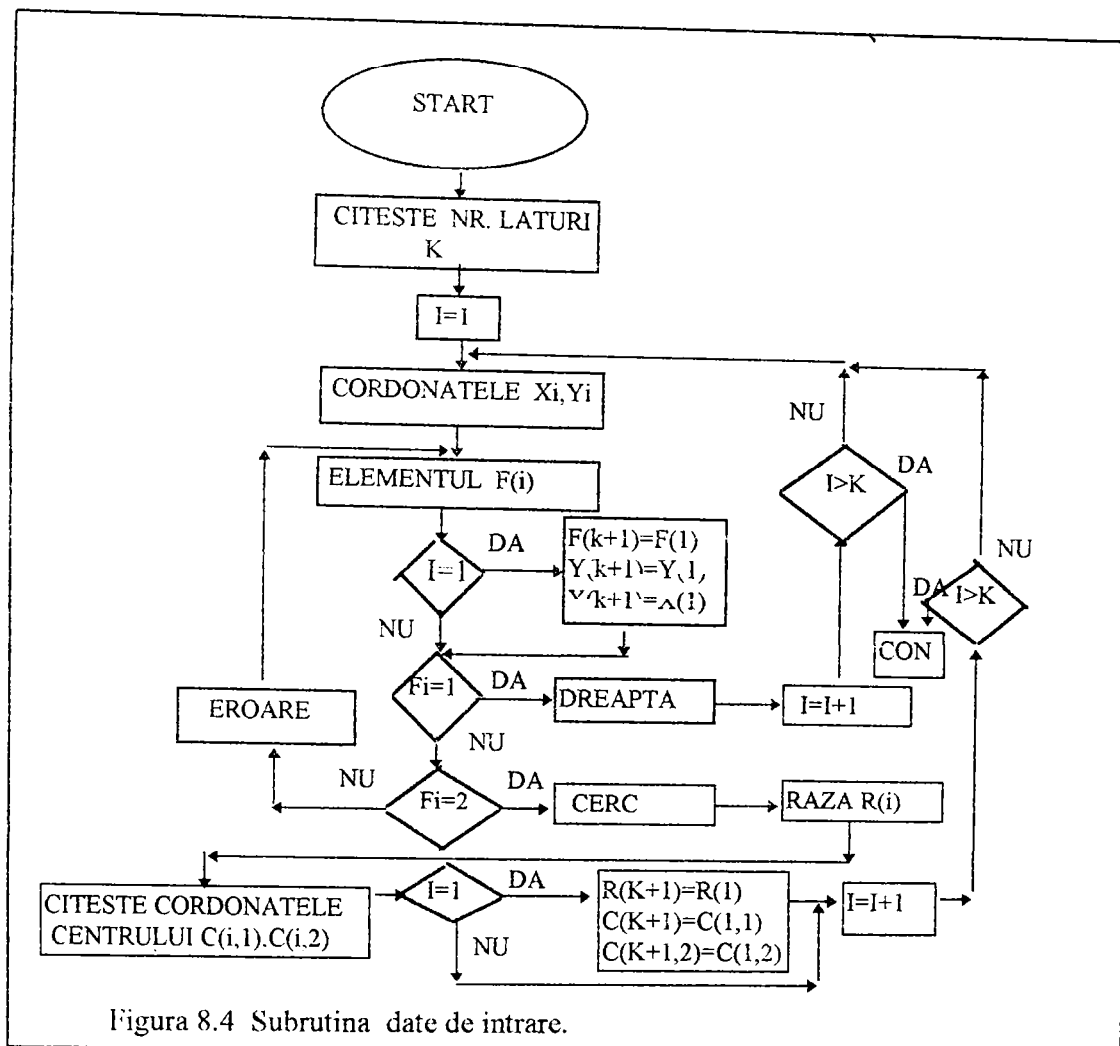 START
CITESTE NR. LATURI
K
I=I
CORDONATELE Xi,Yi
NU
DA
I>K
ELEMENTUL F(i)
DA
F(k+1)=F(1)
Y(k+1)=Y(1,
(k+1)= (1)
I=1
NU
NU
DA
I>K
CON
Fi=1
DA
DREAPTA
I=I+1
EROARE
NU
NU
Fi=2
DA
CERC
RAZA R(i)
I=1
DA
CITESTE CORDONATELE
CENTRULUI C(i,1).C(i,2)
NU
R(K+1)=R(1)
C(K+1)=C(1,1)
C(K+1,2)=C(1,2)
I=I+1
Figura 8.4 Subrutina date de intrare.